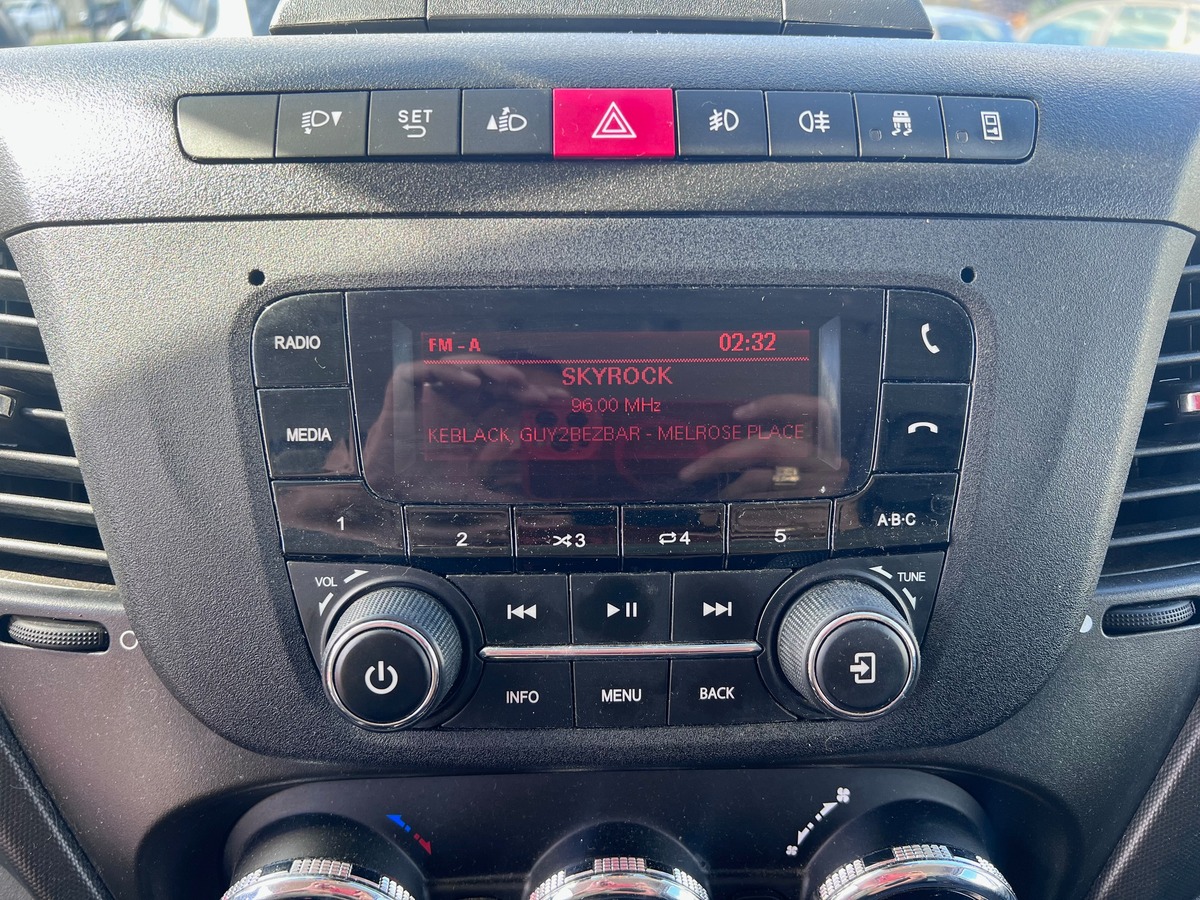 SET
RADIO
MEDIA
FM - A 02:32
SKYROCK
96.00 MHz
KEBLACK, GUY2BEZBAR - MELROSE PLACE
1
2
3
4
5
A·B·C
VOL
TUNE
INFO
MENU
BACK